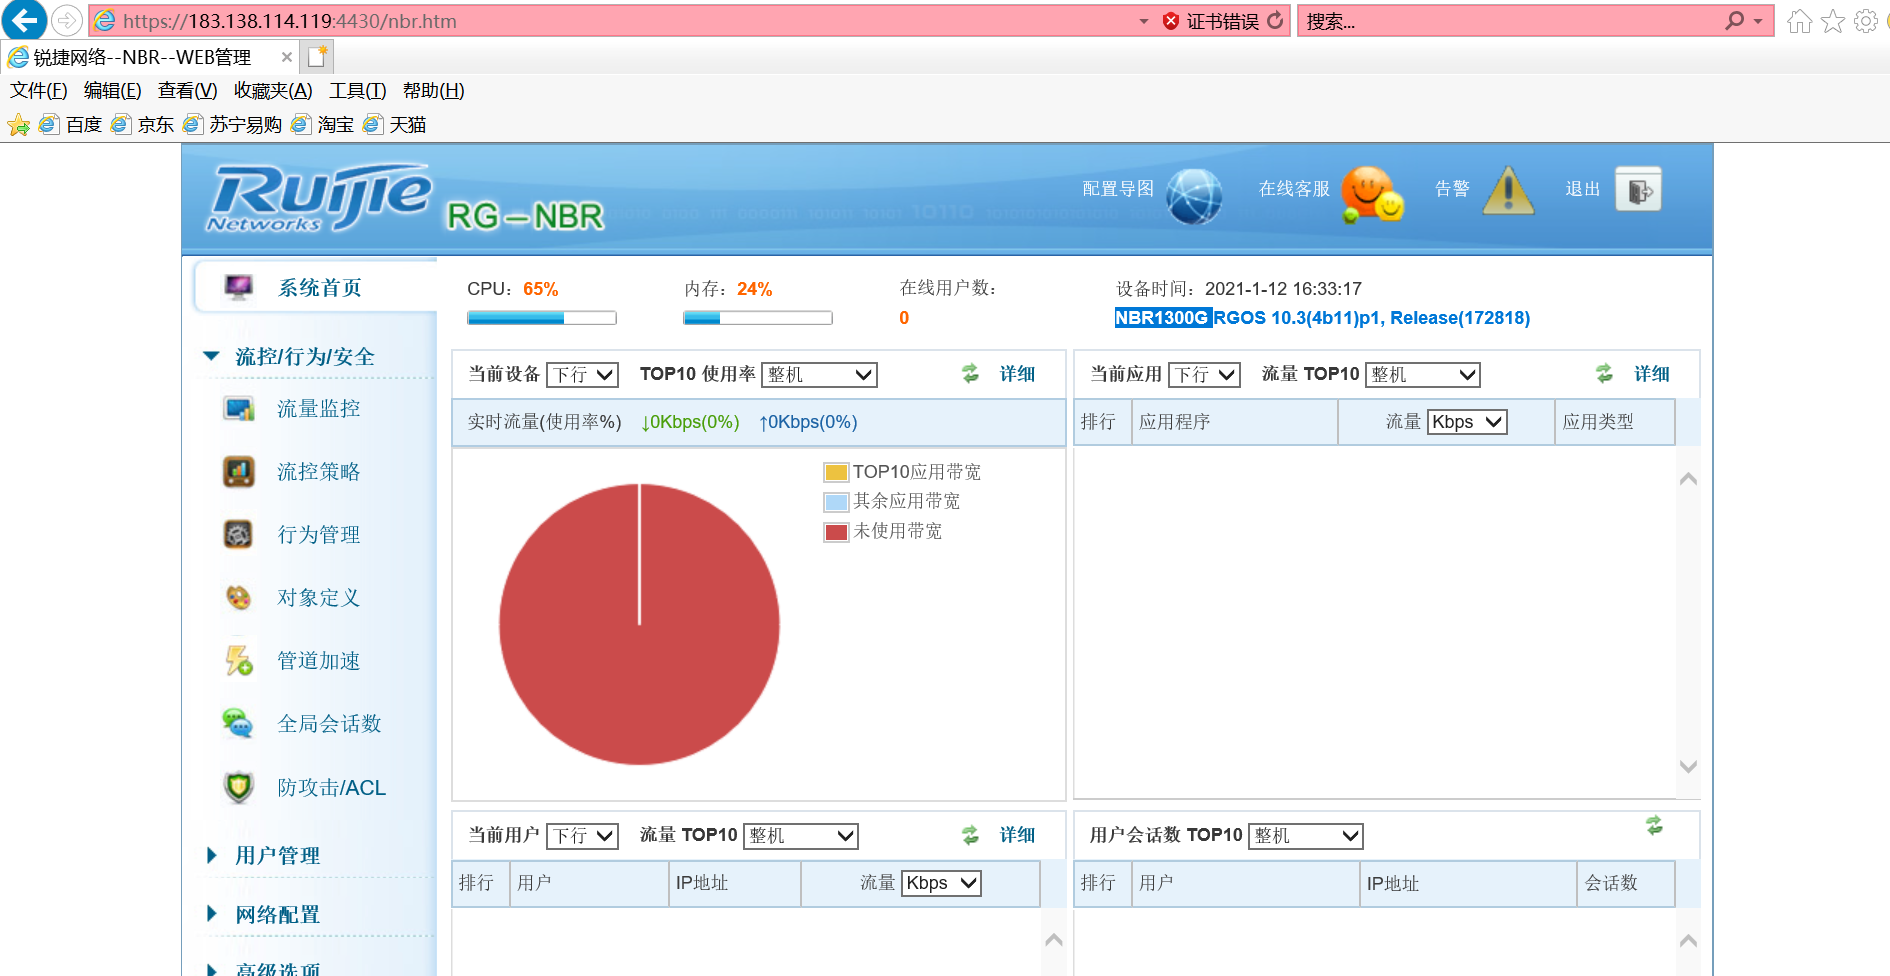 https://183.138.114.119:4430/nbr.htm 证书错误 搜索...
锐捷网络--NBR--WEB管理
文件(F) 编辑(E) 查看(V) 收藏夹(A) 工具(T) 帮助(H)
百度 京东 苏宁易购 淘宝 天猫
Ruijie Networks RG-NBR 配置导图 在线客服 告警 退出
系统首页
流控/行为/安全
流量监控
流控策略
行为管理
对象定义
管道加速
全局会话数
防攻击/ACL
用户管理
网络配置
高级选项
CPU：65% 内存：24% 在线用户数： 设备时间：2021-1-12 16:33:17
0 NBR1300G RGOS 10.3(4b11)p1, Release(172818)
当前设备 下行 TOP10 使用率 整机 详细
实时流量(使用率%) ↓0Kbps(0%) ↑0Kbps(0%)
TOP10应用带宽
其余应用带宽
未使用带宽
当前应用 下行 流量 TOP10 整机 详细
排行 应用程序 流量 Kbps 应用类型
当前用户 下行 流量 TOP10 整机 详细
排行 用户 IP地址 流量 Kbps
用户会话数 TOP10 整机
排行 用户 IP地址 会话数